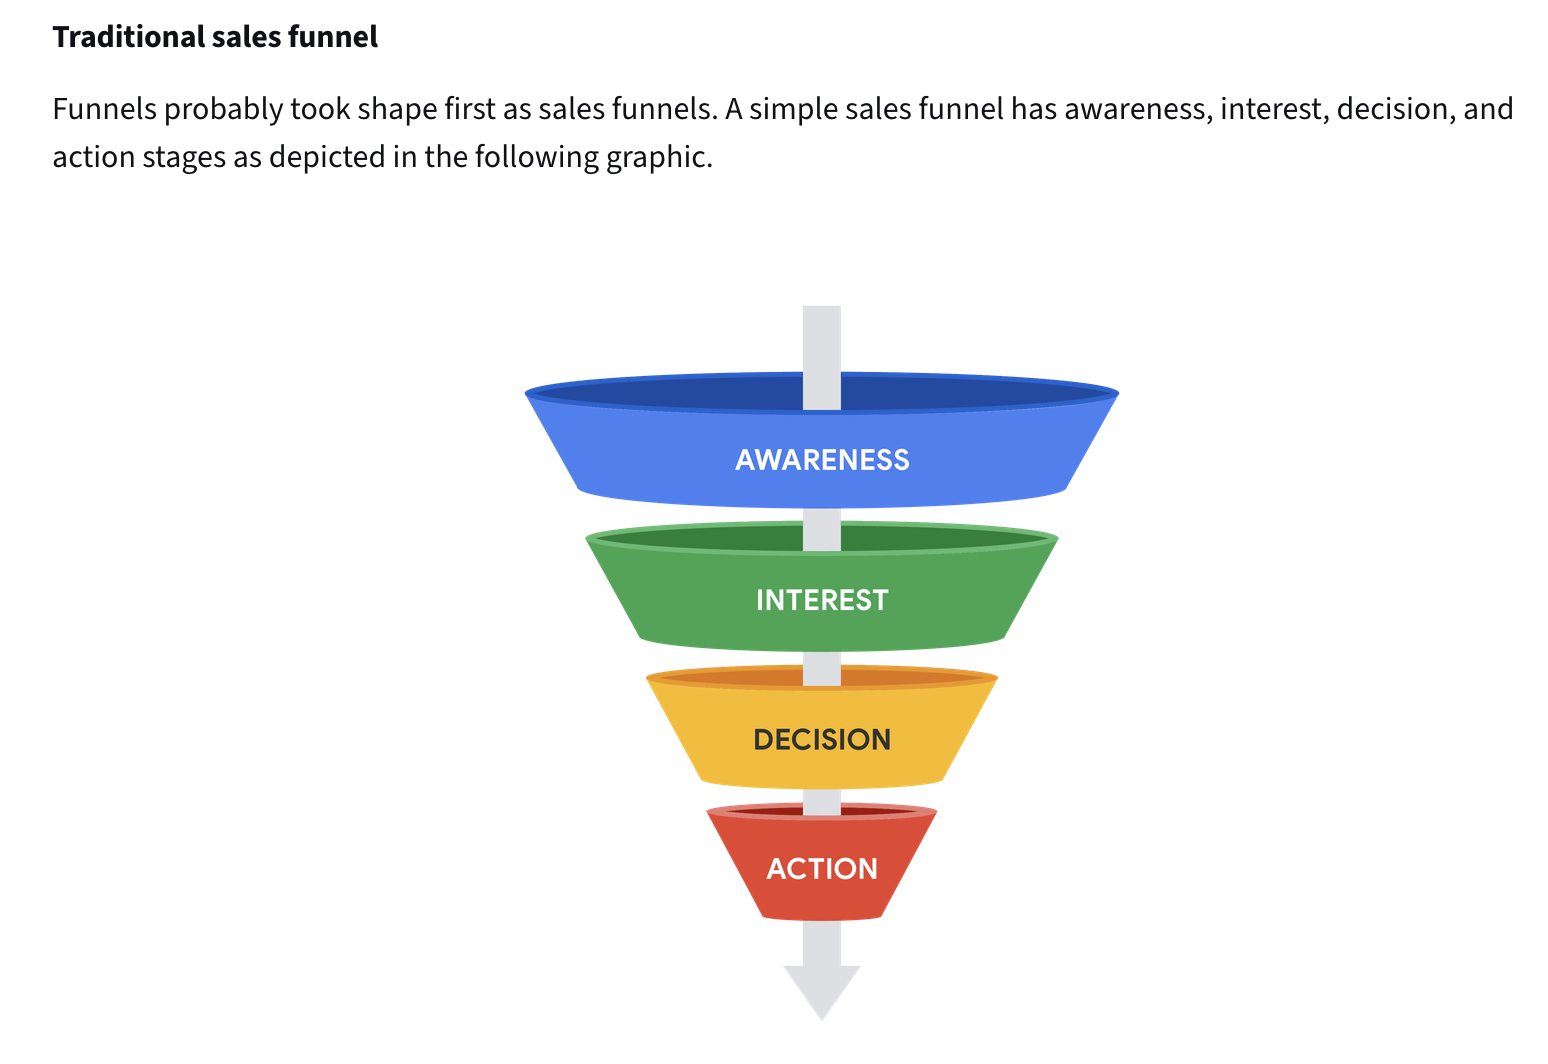 Traditional sales funnel
Funnels probably took shape first as sales funnels. A simple sales funnel has awareness, interest, decision, and
action stages as depicted in the following graphic.
AWARENESS
INTEREST
DECISION
ACTION